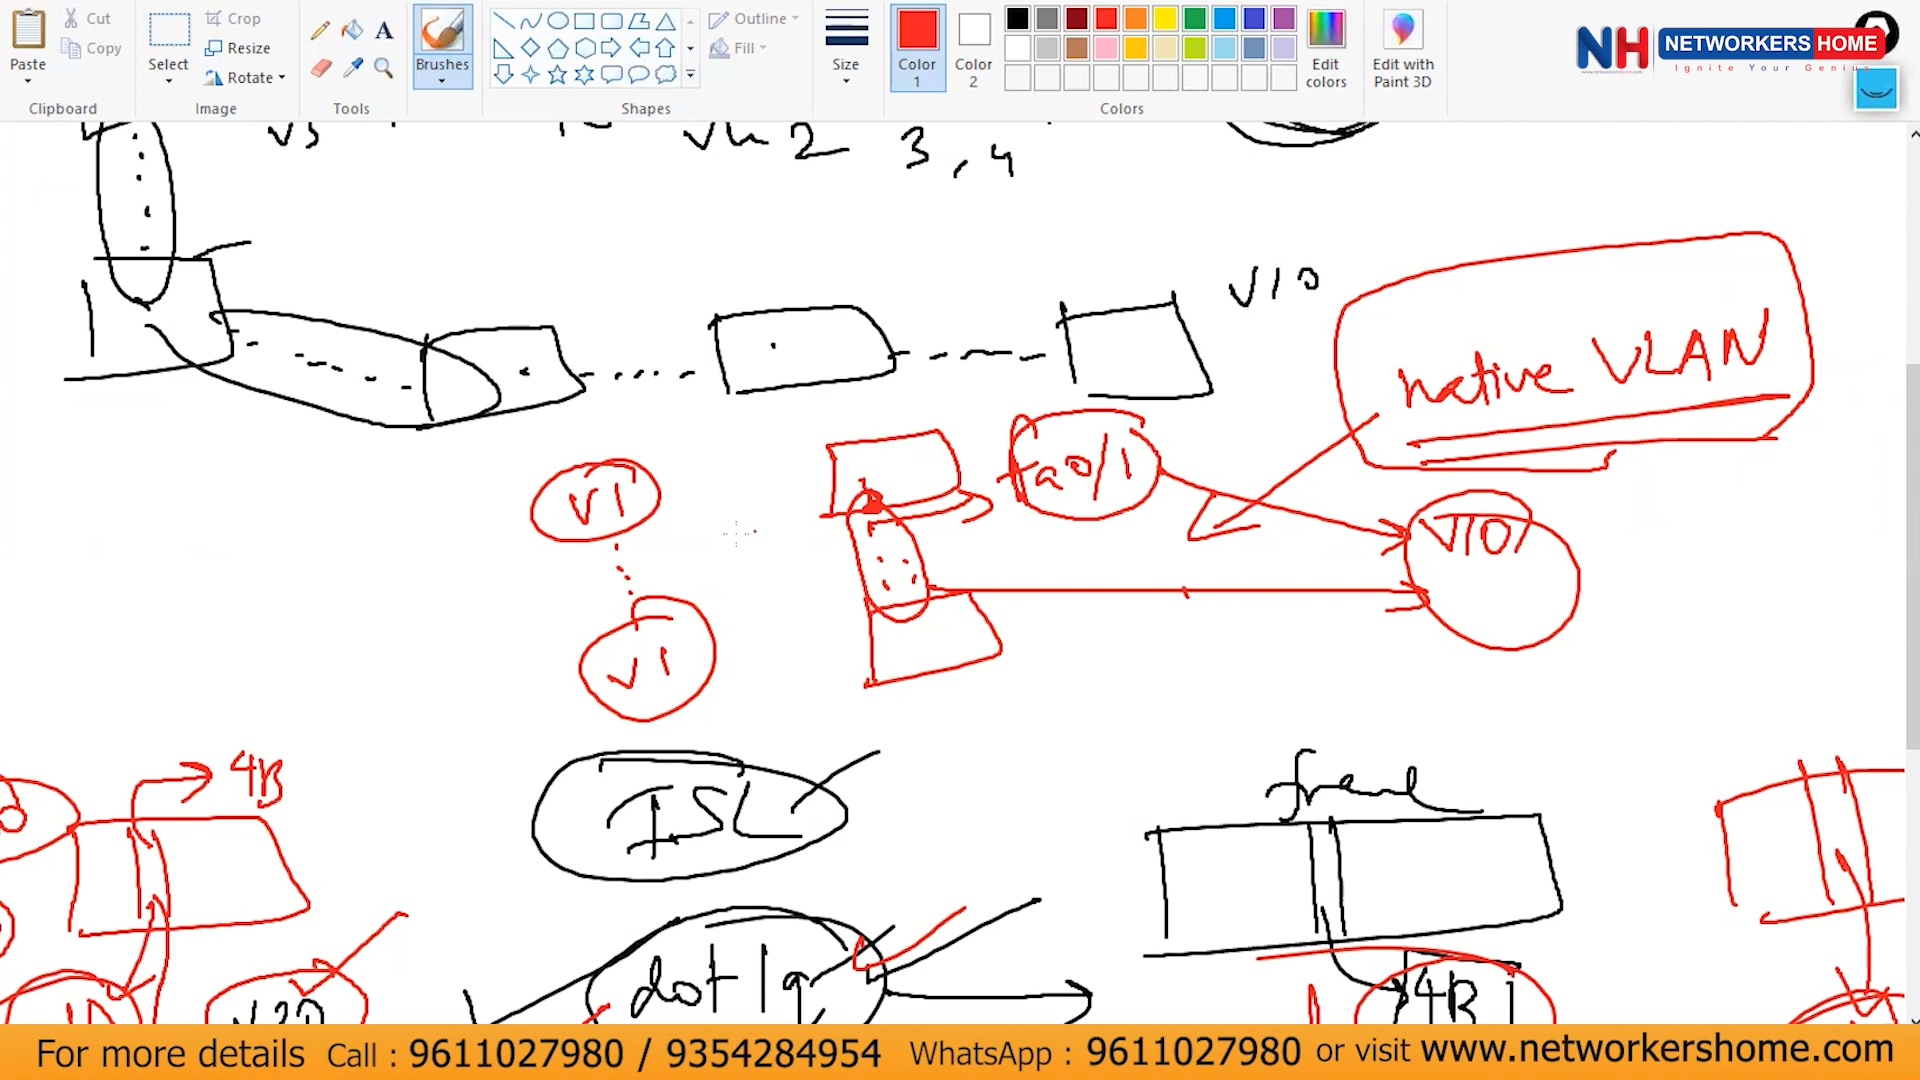 Cut
Copy
Paste
Clipboard
Select
Crop
Resize
Rotate
Image
A
Tools
Brushes
Outline
Fill
Shapes
Size
Color 1
Color 2
Colors
Edit colors
Edit with Paint 3D
NH NETWORKERS HOME
Ignite Your Genius
2 3, 4
V10
native VLAN
V1
fa0/1
V101
V1
4B
ISL
frame
dot1q
4B
V20
For more details Call : 9611027980 / 9354284954 WhatsApp : 9611027980 or visit www.networkershome.com